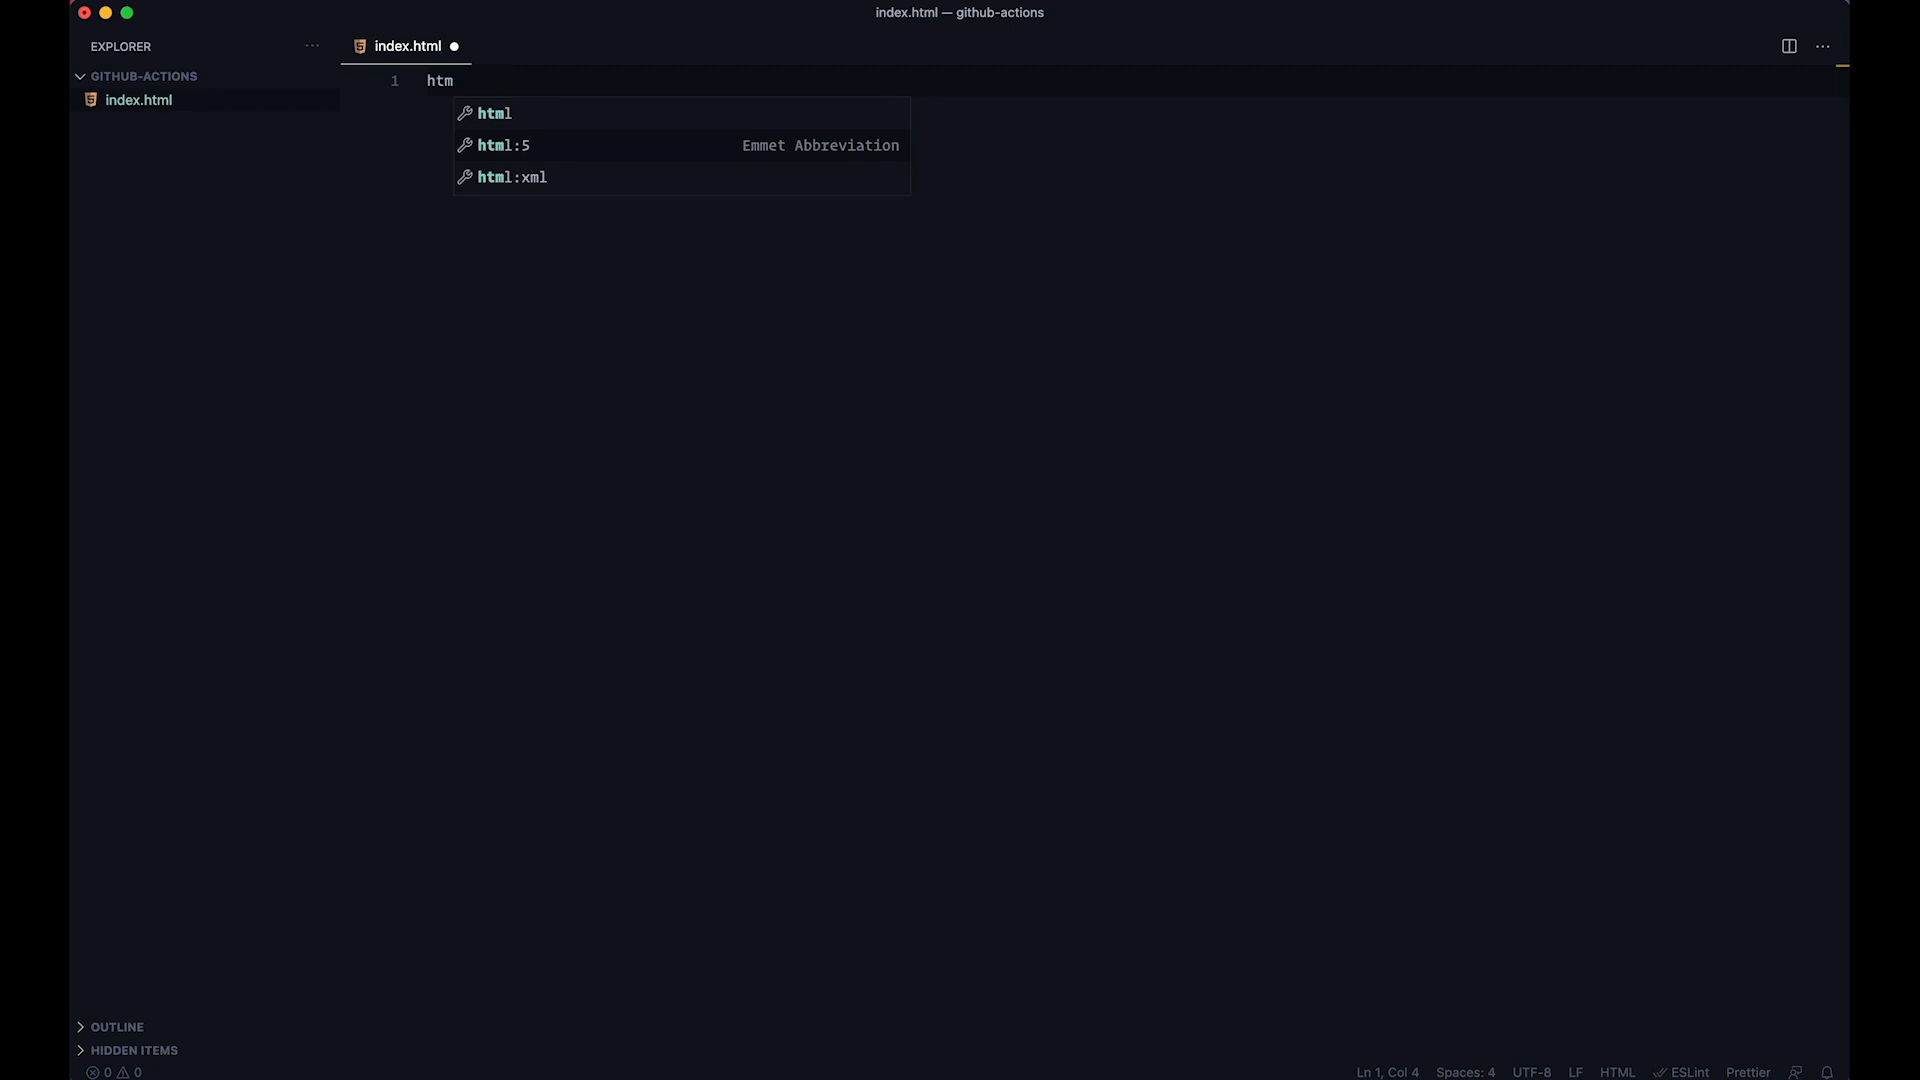 index.html — github-actions
EXPLORER
index.html
GITHUB-ACTIONS
index.html
1 htm
html
html:5 Emmet Abbreviation
html:xml
OUTLINE
HIDDEN ITEMS
0 0 Ln 1, Col 4 Spaces: 4 UTF-8 LF HTML ESLint Prettier